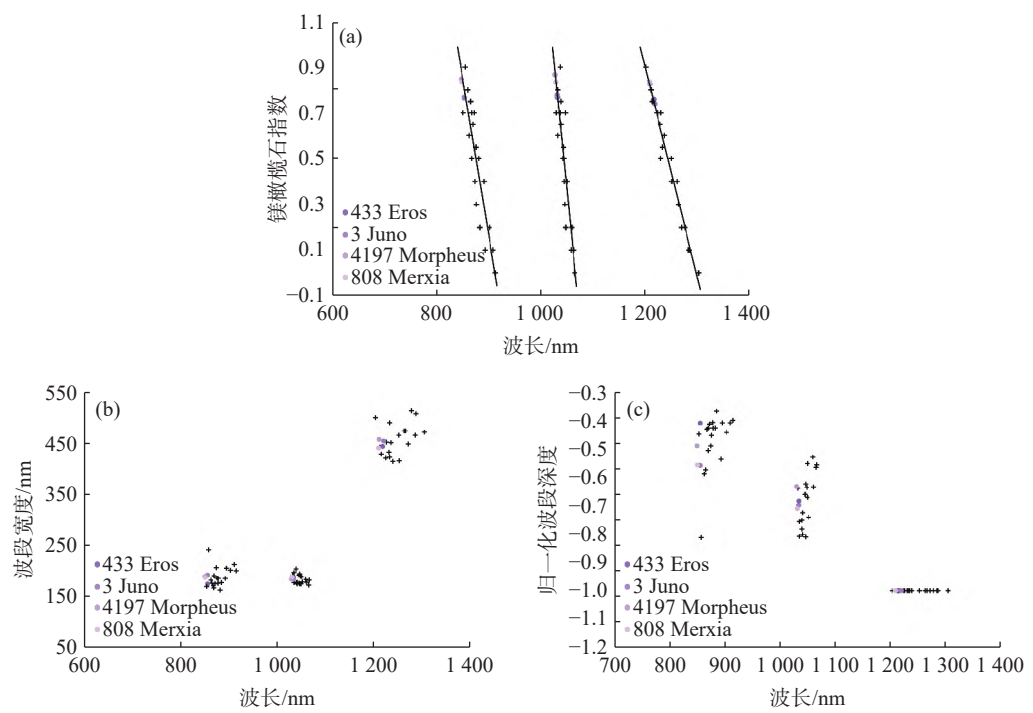 1.1
(a)
0.9
0.7
0.5
0.3
0.1
−0.1
镁橄榄石指数
433 Eros
3 Juno
4197 Morpheus
808 Merxia
600 800 1 000 1 200 1 400
波长/nm
550
(b)
450
350
250
150
50
波段宽度/nm
433 Eros
3 Juno
4197 Morpheus
808 Merxia
600 800 1 000 1 200 1 400
波长/nm
−0.3
(c)
−0.4
−0.5
−0.6
−0.7
−0.8
−0.9
−1.0
−1.1
−1.2
归一化波段深度
433 Eros
3 Juno
4197 Morpheus
808 Merxia
700 800 900 1 000 1 100 1 200 1 300 1 400
波长/nm